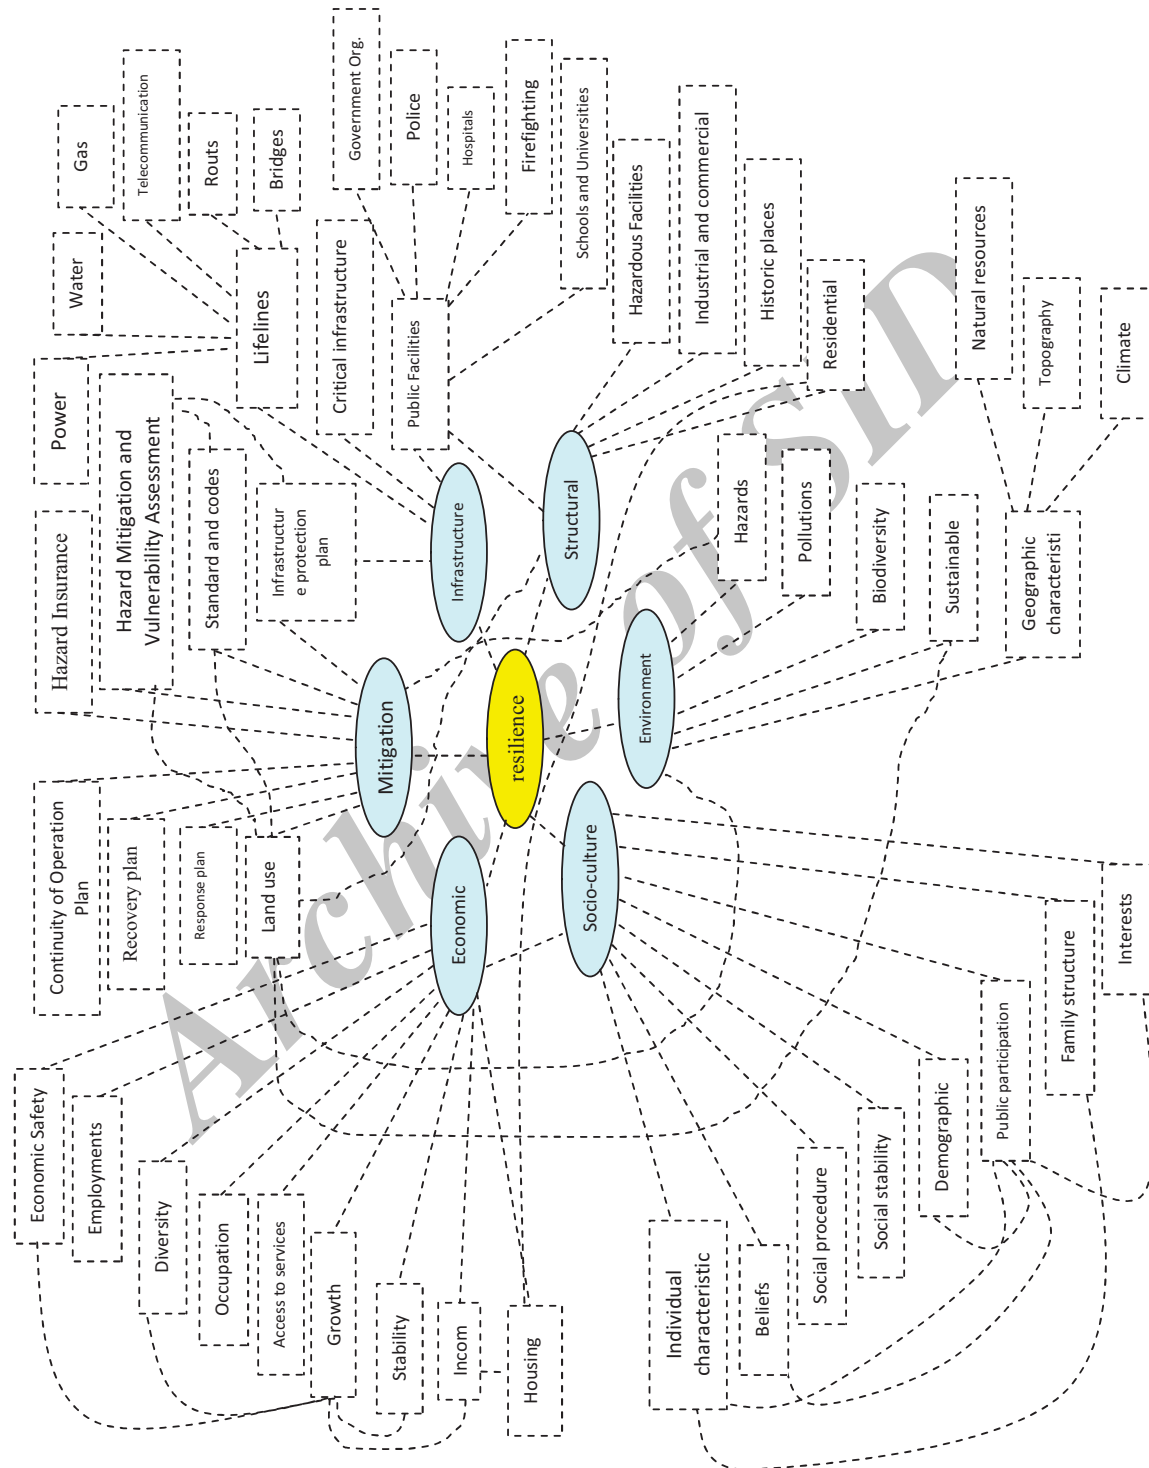 Gas
Telecommunication
Routs
Bridges
Water
Power
Lifelines
Government Org.
Police
Hospitals
Firefighting
Schools and Universities
Critical infrastructure
Public Facilities
Hazardous Facilities
Industrial and commercial
Historic places
Residential
Natural resources
Topography
Climate
Hazard Insurance
Hazard Mitigation and
Vulnerability Assessment
Standard and codes
Infrastructur
e protection
plan
Infrastructure
Structural
Hazards
Pollutions
Biodiversity
Sustainable
Geographic
characteristi
Mitigation
resilience
Environment
Continuity of Operation
Plan
Recovery plan
Response plan
Land use
Economic
Socio-culture
Economic Safety
Employments
Diversity
Occupation
Access to services
Growth
Stability
Incom
Housing
Individual
characteristic
Beliefs
Social procedure
Social stability
Demographic
Public participation
Family structure
Interests
Archive of SID